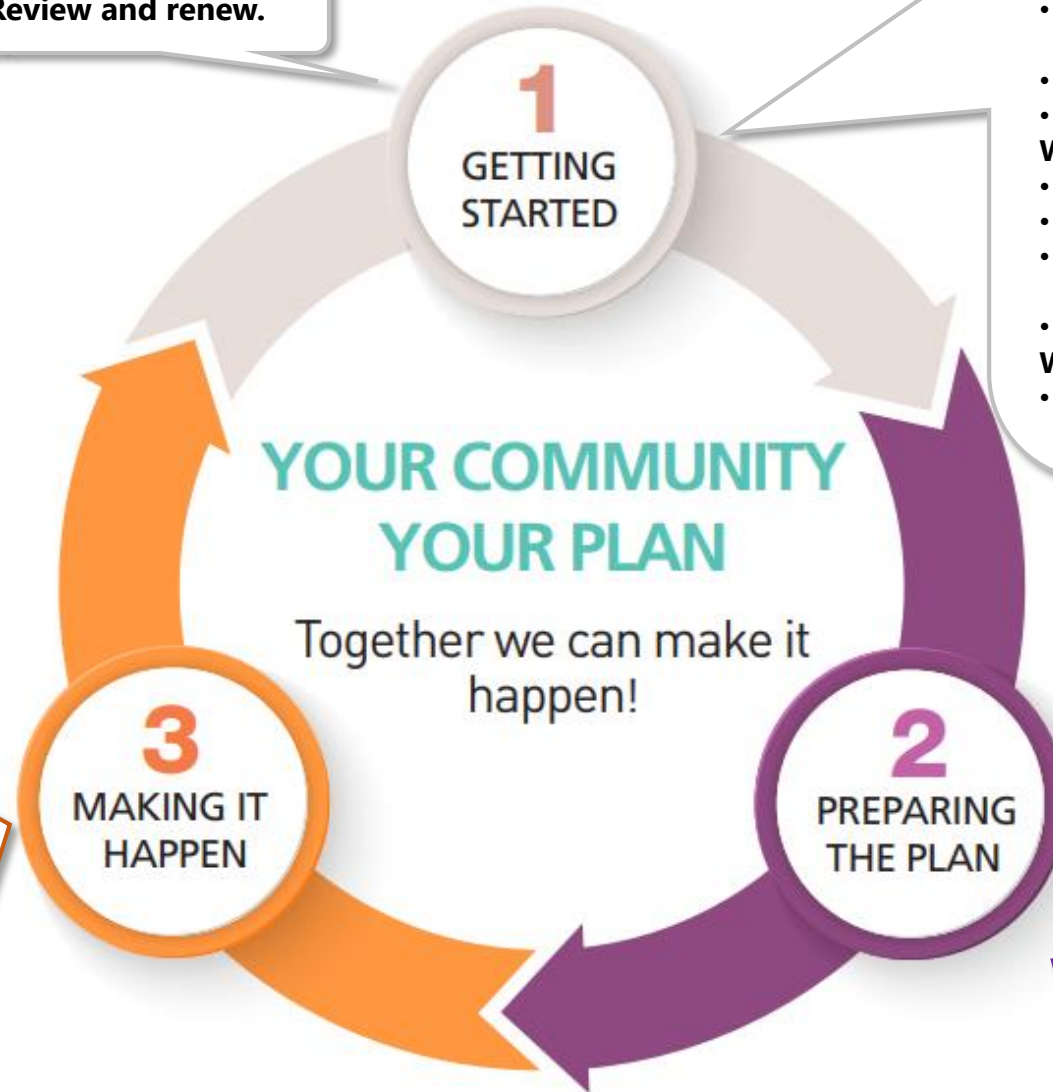 Review and renew.
1
GETTING
STARTED
YOUR COMMUNITY
YOUR PLAN
Together we can make it
happen!
3
MAKING IT
HAPPEN
2
PREPARING
THE PLAN